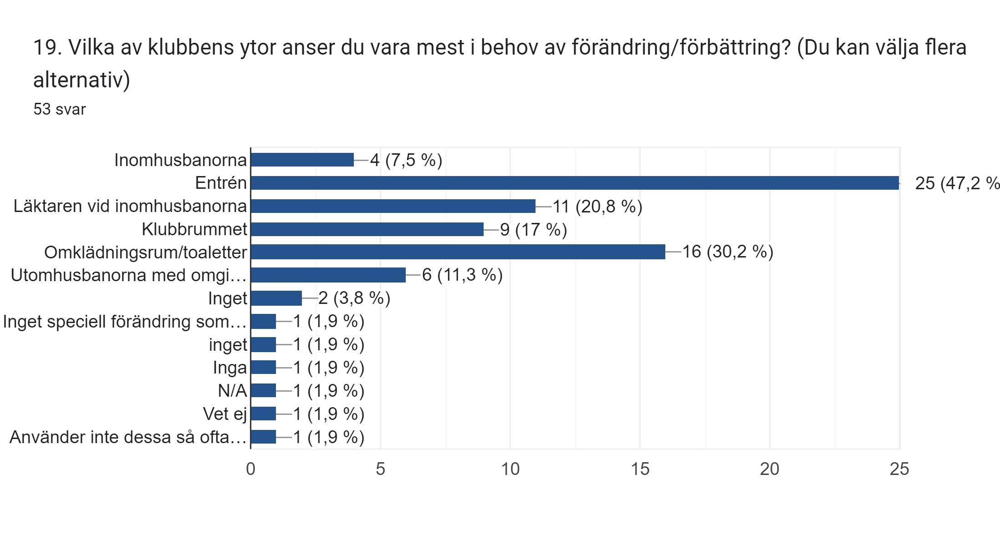 19. Vilka av klubbens ytor anser du vara mest i behov av förändring/förbättring? (Du kan välja flera
alternativ)
53 svar
Inomhusbanorna 4 (7,5 %)
Entrén 25 (47,2 %
Läktaren vid inomhusbanorna 11 (20,8 %)
Klubbrummet 9 (17 %)
Omklädningsrum/toaletter 16 (30,2 %)
Utomhusbanorna med omgi… 6 (11,3 %)
Inget 2 (3,8 %)
Inget speciell förändring som… 1 (1,9 %)
inget 1 (1,9 %)
Inga 1 (1,9 %)
N/A 1 (1,9 %)
Vet ej 1 (1,9 %)
Använder inte dessa så ofta… 1 (1,9 %)
0 5 10 15 20 25